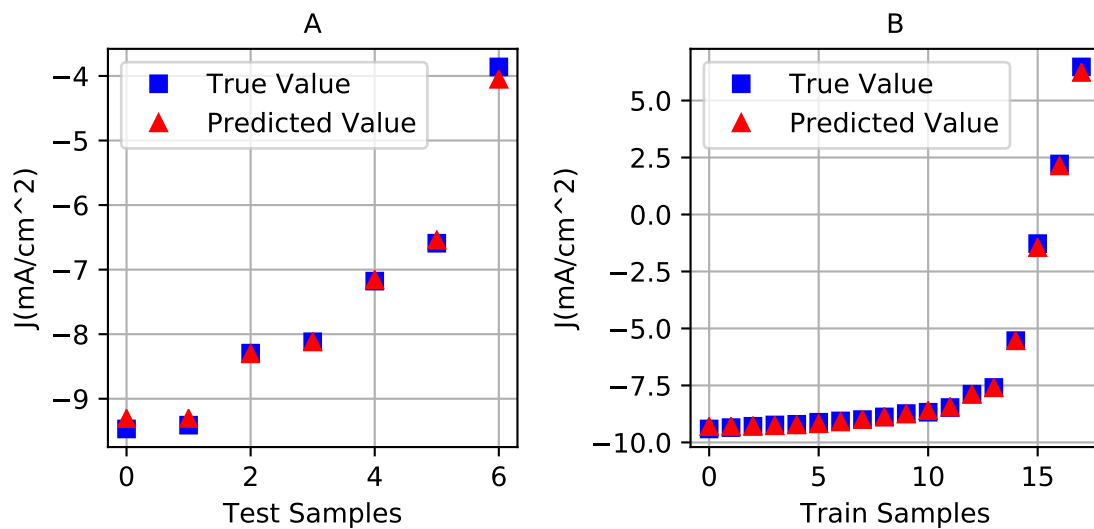 A
True Value
Predicted Value
−4
−5
−6
−7
−8
−9
J(mA/cm^2)
0
2
4
6
Test Samples
B
True Value
Predicted Value
5.0
2.5
0.0
−2.5
−5.0
−7.5
−10.0
J(mA/cm^2)
0
5
10
15
Train Samples